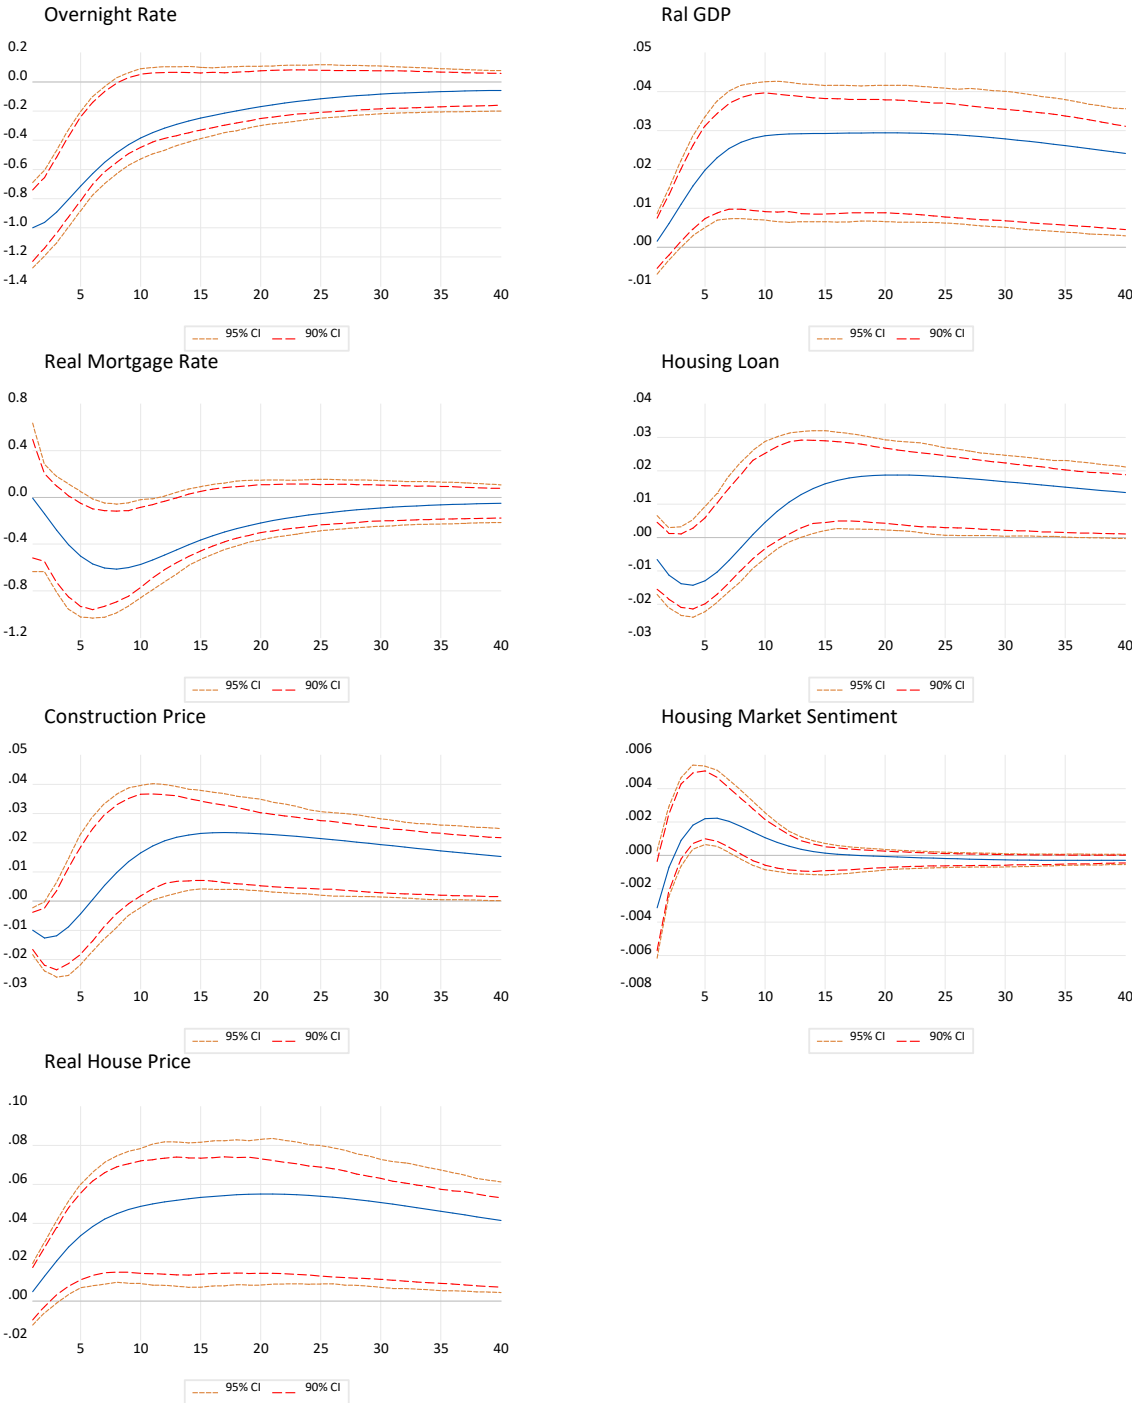 Overnight Rate
0.2
0.0
-0.2
-0.4
-0.6
-0.8
-1.0
-1.2
-1.4
5 10 15 20 25 30 35 40
95% CI 90% CI
Ral GDP
.05
.04
.03
.02
.01
.00
-.01
5 10 15 20 25 30 35 40
95% CI 90% CI
Real Mortgage Rate
0.8
0.4
0.0
-0.4
-0.8
-1.2
5 10 15 20 25 30 35 40
95% CI 90% CI
Housing Loan
.04
.03
.02
.01
.00
-.01
-.02
-.03
5 10 15 20 25 30 35 40
95% CI 90% CI
Construction Price
.05
.04
.03
.02
.01
.00
-.01
-.02
-.03
5 10 15 20 25 30 35 40
95% CI 90% CI
Housing Market Sentiment
.006
.004
.002
.000
-.002
-.004
-.006
-.008
5 10 15 20 25 30 35 40
95% CI 90% CI
Real House Price
.10
.08
.06
.04
.02
.00
-.02
5 10 15 20 25 30 35 40
95% CI 90% CI